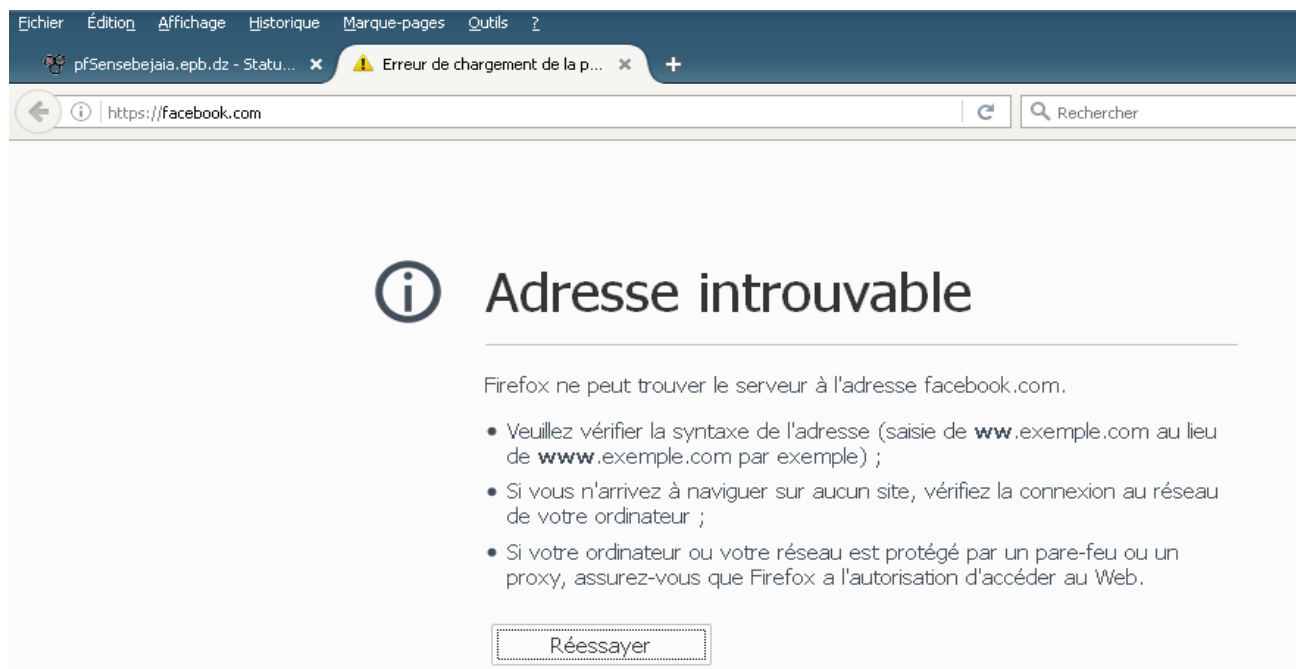 Fichier Édition Affichage Historique Marque-pages Outils ?
pfSensebejaia.epb.dz - Statu... Erreur de chargement de la p...
https://facebook.com Rechercher
Adresse introuvable
Firefox ne peut trouver le serveur à l'adresse facebook.com.
• Veuillez vérifier la syntaxe de l'adresse (saisie de ww.exemple.com au lieu
de www.exemple.com par exemple) ;
• Si vous n'arrivez à naviguer sur aucun site, vérifiez la connexion au réseau
de votre ordinateur ;
• Si votre ordinateur ou votre réseau est protégé par un pare-feu ou un
proxy, assurez-vous que Firefox a l'autorisation d'accéder au Web.
Réessayer